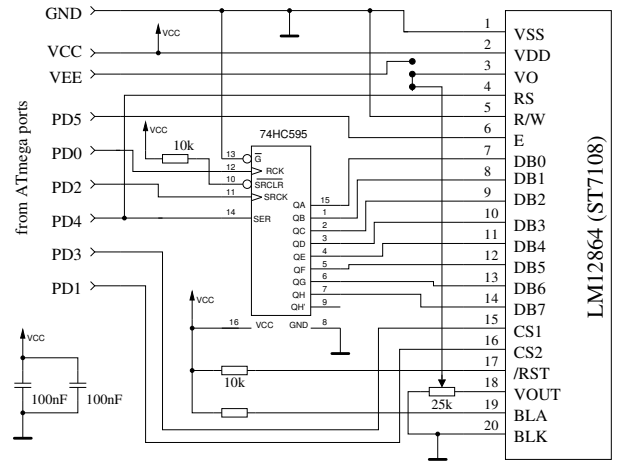 GND
VCC
VEE
PD5
PD0
PD2
PD4
PD3
PD1
from ATmega ports
VCC
VCC
10k
74HC595
13 G
12 RCK
10 SRCLR
11 SRCK
14 SER
QA 15
QB 1
QC 2
QD 3
QE 4
QF 5
QG 6
QH 7
QH' 9
16 VCC GND 8
VCC
10k
25k
VCC
100nF 100nF
1 VSS
2 VDD
3 VO
4 RS
5 R/W
6 E
7 DB0
8 DB1
9 DB2
10 DB3
11 DB4
12 DB5
13 DB6
14 DB7
15 CS1
16 CS2
17 /RST
18 VOUT
19 BLA
20 BLK
LM12864 (ST7108)